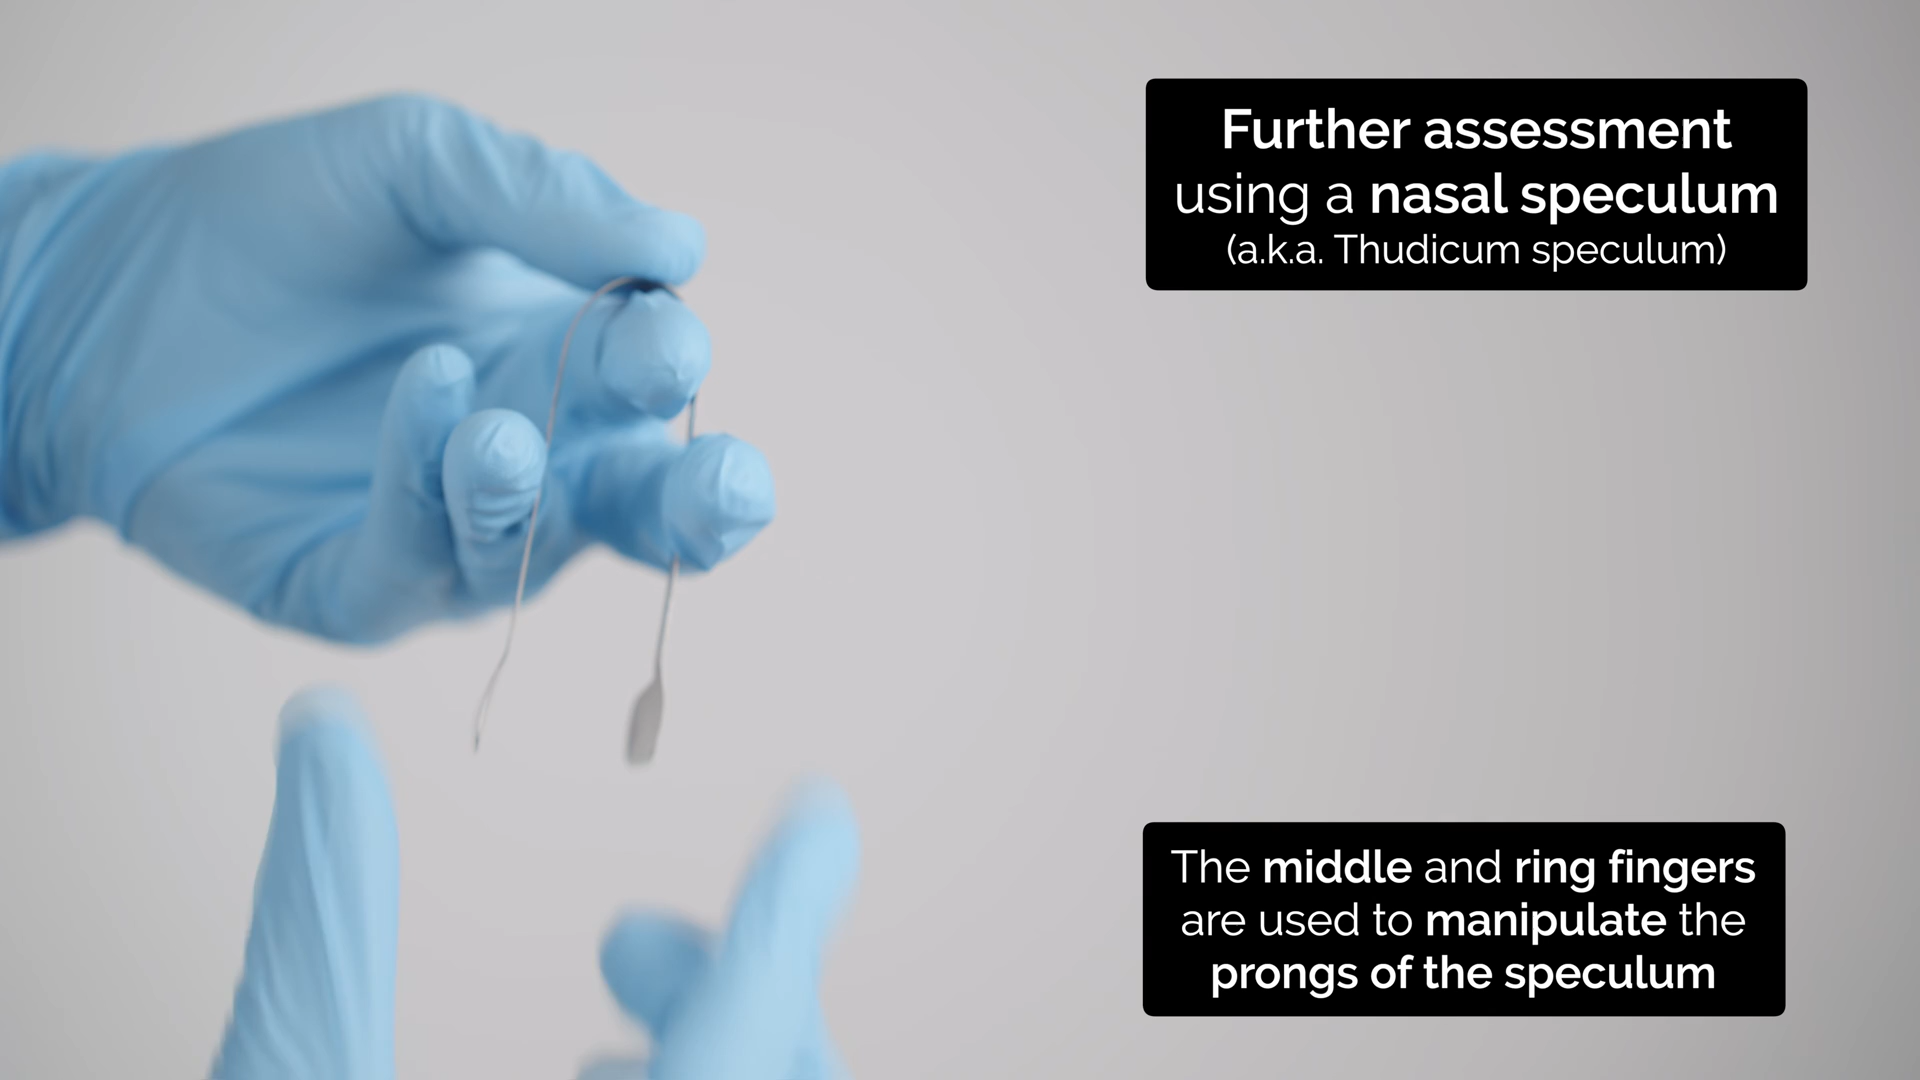 Further assessment
using a nasal speculum
(a.k.a. Thudicum speculum)
The middle and ring fingers
are used to manipulate the
prongs of the speculum